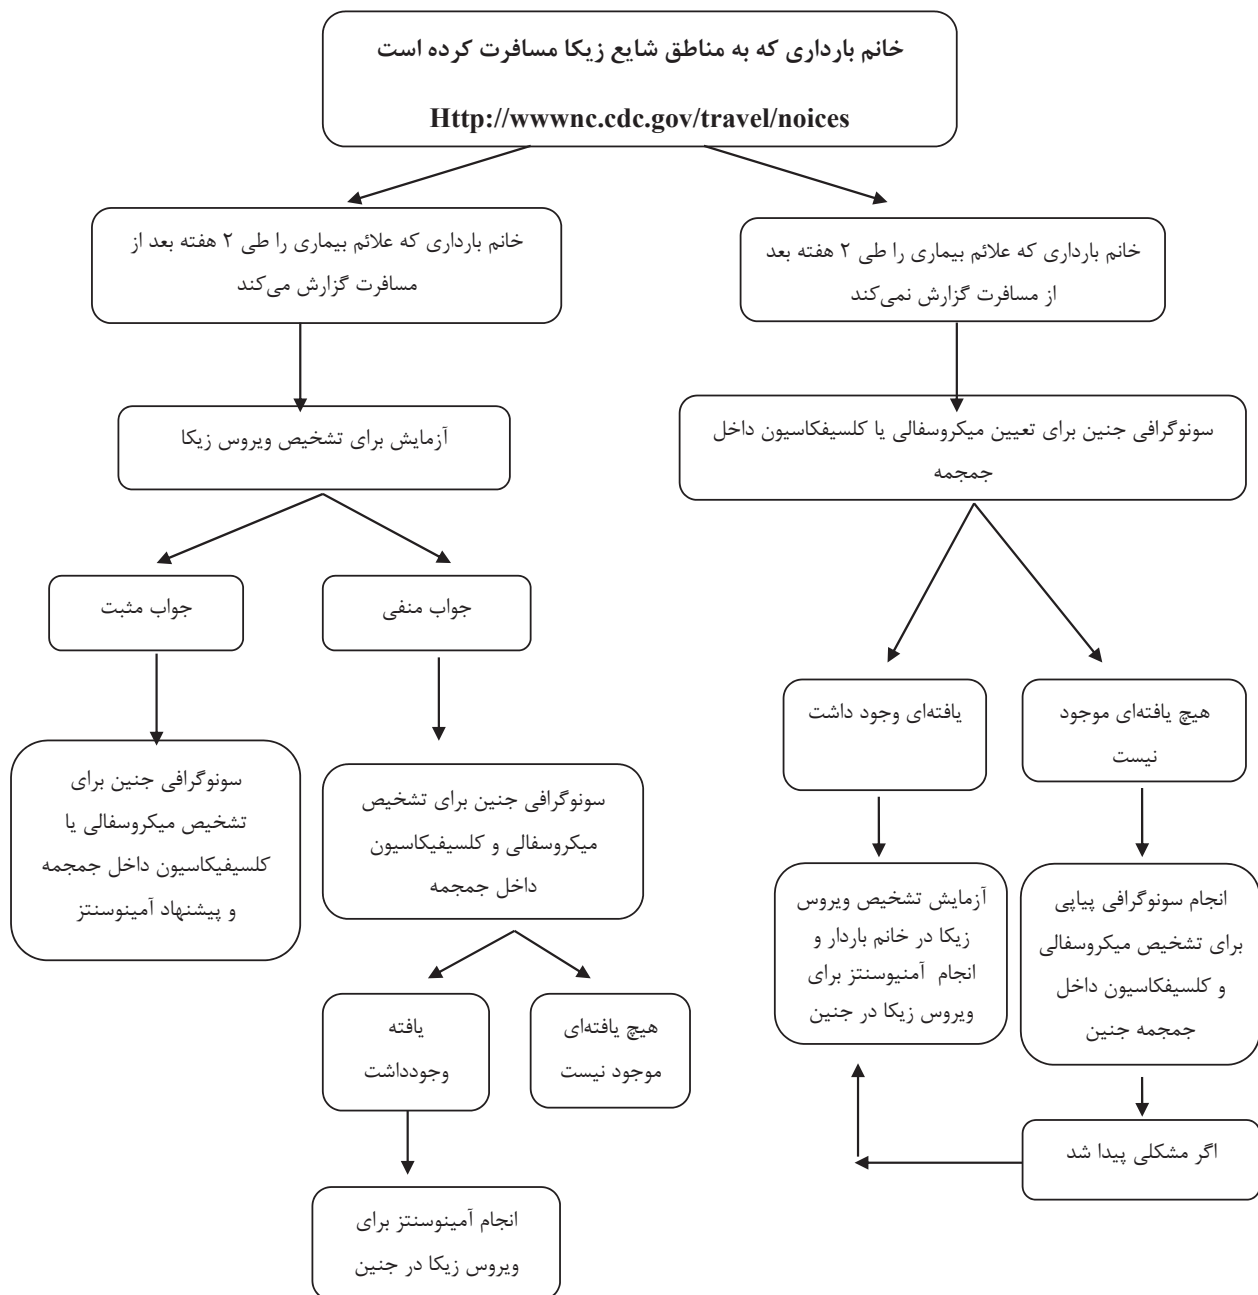 خانم بارداری که به مناطق شایع زیکا مسافرت کرده است
Http://wwwnc.cdc.gov/travel/noices
خانم بارداری که علائم بیماری را طی ۲ هفته بعد
از مسافرت گزارش نمی‌کند
خانم بارداری که علائم بیماری را طی ۲ هفته بعد از
مسافرت گزارش می‌کند
سونوگرافی جنین برای تعیین میکروسفالی یا کلسیفکاسیون داخل
جمجمه
آزمایش برای تشخیص ویروس زیکا
جواب منفی
جواب مثبت
هیچ یافته‌ای موجود
نیست
یافته‌ای وجود داشت
سونوگرافی جنین برای تشخیص
میکروسفالی و کلسیفیکاسیون
داخل جمجمه
سونوگرافی جنین برای
تشخیص میکروسفالی یا
کلسیفیکاسیون داخل جمجمه
و پیشنهاد آمینوسنتز
انجام سونوگرافی پیاپی
برای تشخیص میکروسفالی
و کلسیفکاسیون داخل
جمجمه جنین
آزمایش تشخیص ویروس
زیکا در خانم باردار و
انجام آمنیوسنتز برای
ویروس زیکا در جنین
هیچ یافته‌ای
موجود نیست
یافته
وجودداشت
اگر مشکلی پیدا شد
انجام آمینوسنتز برای
ویروس زیکا در جنین